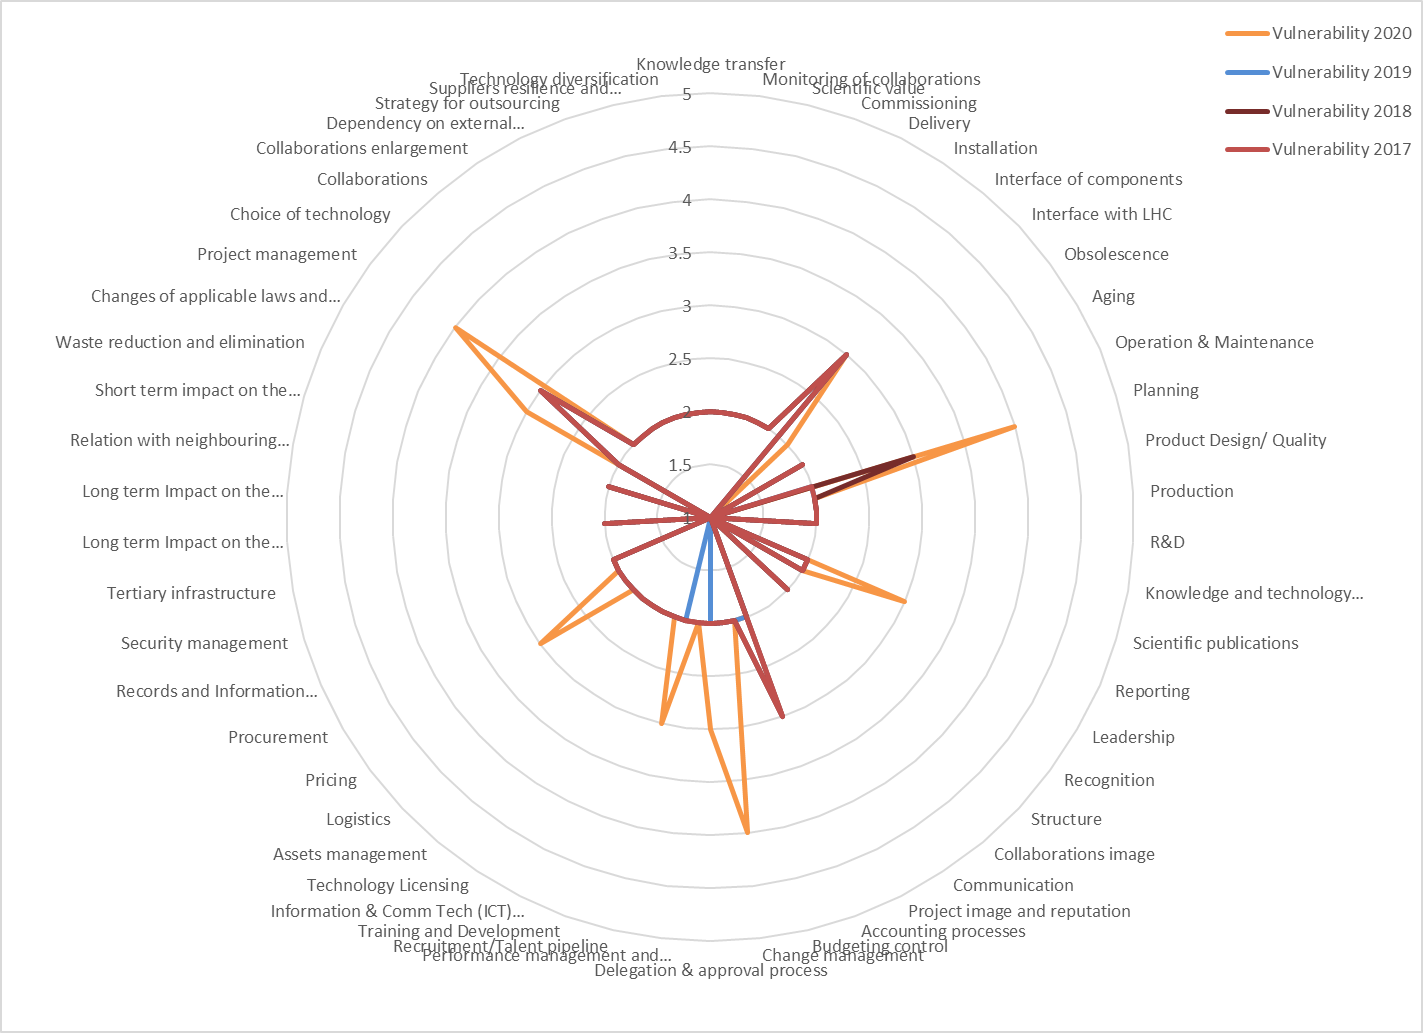 Vulnerability 2020
Vulnerability 2019
Vulnerability 2018
Vulnerability 2017
Knowledge transfer
Monitoring of collaborations
Scientific value
Commissioning
Delivery
Installation
Interface of components
Interface with LHC
Obsolescence
Aging
Operation & Maintenance
Planning
Product Design/ Quality
Production
R&D
Knowledge and technology...
Scientific publications
Reporting
Leadership
Recognition
Structure
Collaborations image
Communication
Project image and reputation
Accounting processes
Budgeting control
Change management
Delegation & approval process
Performance management and...
Recruitment/Talent pipeline
Training and Development
Information & Comm Tech (ICT)...
Technology Licensing
Assets management
Logistics
Pricing
Procurement
Records and Information...
Security management
Tertiary infrastructure
Long term Impact on the...
Long term Impact on the...
Relation with neighbouring...
Short term impact on the...
Waste reduction and elimination
Changes of applicable laws and...
Project management
Choice of technology
Collaborations
Collaborations enlargement
Dependency on external...
Strategy for outsourcing
Suppliers resilience and...
Technology diversification
5
4.5
4
3.5
3
2.5
2
1.5
1